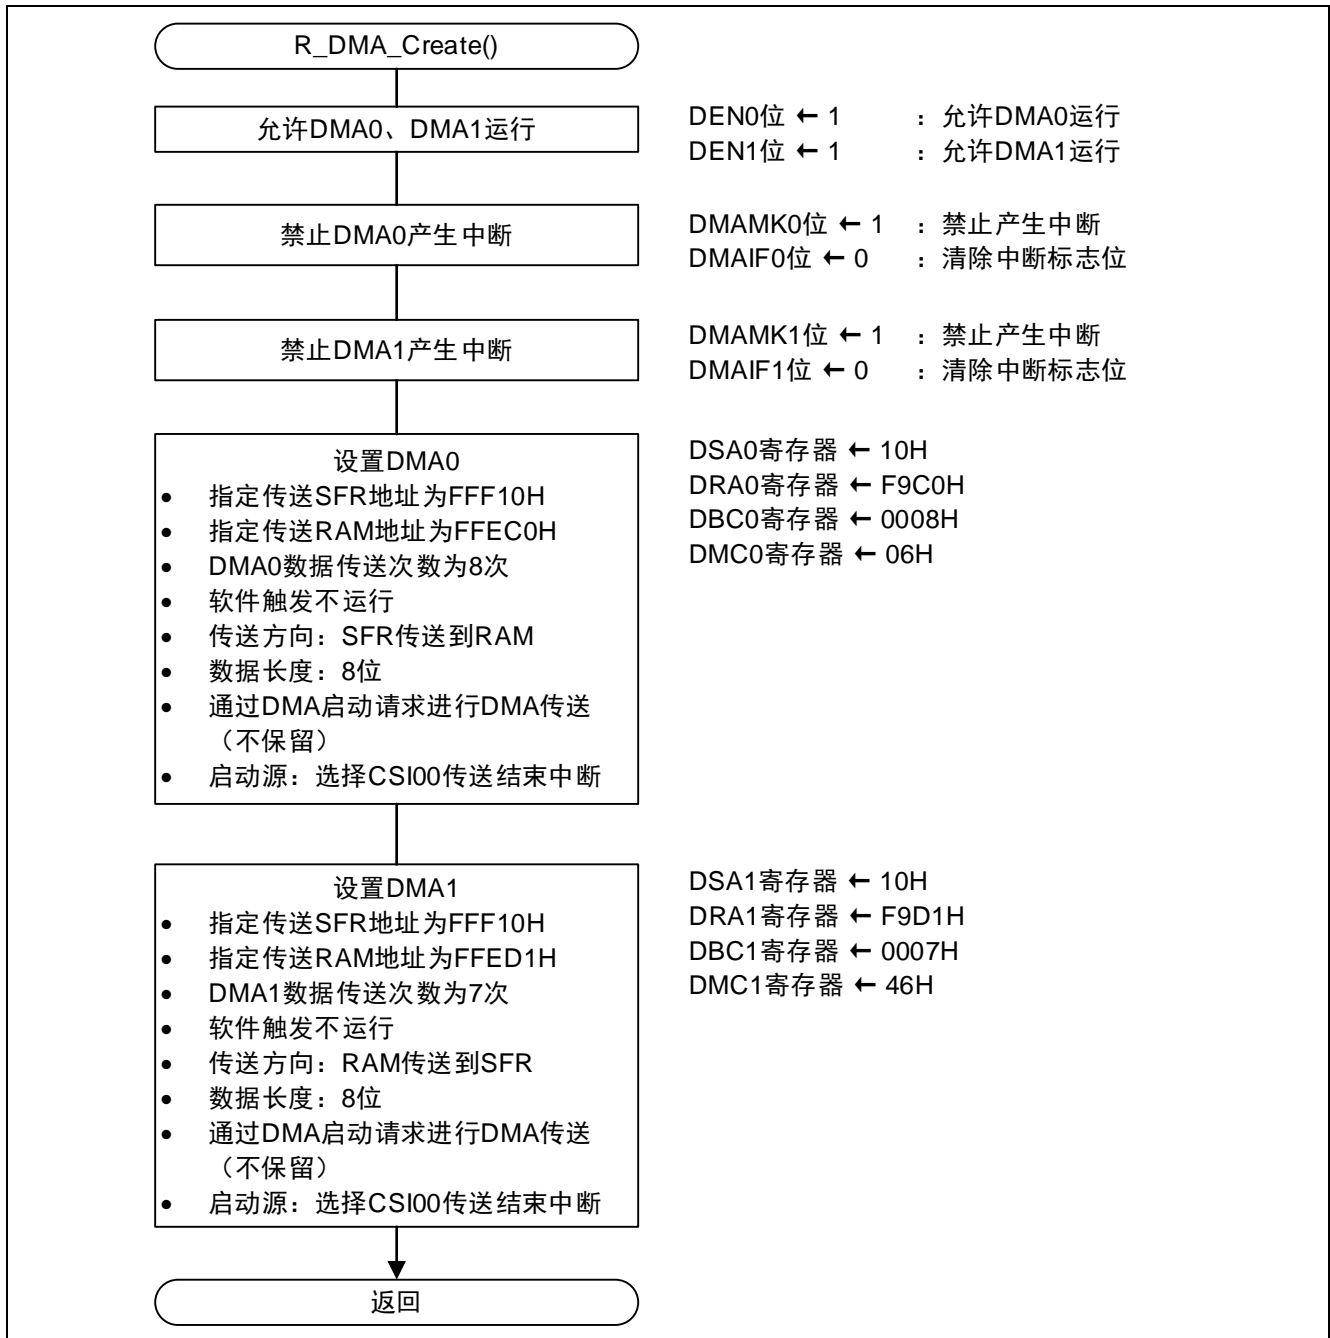 R_DMA_Create()
允许DMA0、DMA1运行
DEN0位 ← 1 ：允许DMA0运行
DEN1位 ← 1 ：允许DMA1运行
禁止DMA0产生中断
DMAMK0位 ← 1 ：禁止产生中断
DMAIF0位 ← 0 ：清除中断标志位
禁止DMA1产生中断
DMAMK1位 ← 1 ：禁止产生中断
DMAIF1位 ← 0 ：清除中断标志位
设置DMA0
• 指定传送SFR地址为FFF10H
• 指定传送RAM地址为FFEC0H
• DMA0数据传送次数为8次
• 软件触发不运行
• 传送方向：SFR传送到RAM
• 数据长度：8位
• 通过DMA启动请求进行DMA传送
（不保留）
• 启动源：选择CSI00传送结束中断
DSA0寄存器 ← 10H
DRA0寄存器 ← F9C0H
DBC0寄存器 ← 0008H
DMC0寄存器 ← 06H
设置DMA1
• 指定传送SFR地址为FFF10H
• 指定传送RAM地址为FFED1H
• DMA1数据传送次数为7次
• 软件触发不运行
• 传送方向：RAM传送到SFR
• 数据长度：8位
• 通过DMA启动请求进行DMA传送
（不保留）
• 启动源：选择CSI00传送结束中断
DSA1寄存器 ← 10H
DRA1寄存器 ← F9D1H
DBC1寄存器 ← 0007H
DMC1寄存器 ← 46H
返回